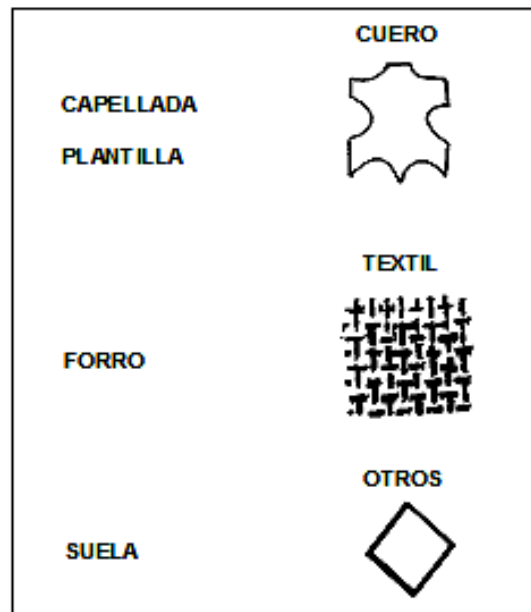 CUERO
CAPELLADA
PLANTILLA
TEXTIL
FORRO
OTROS
SUELA